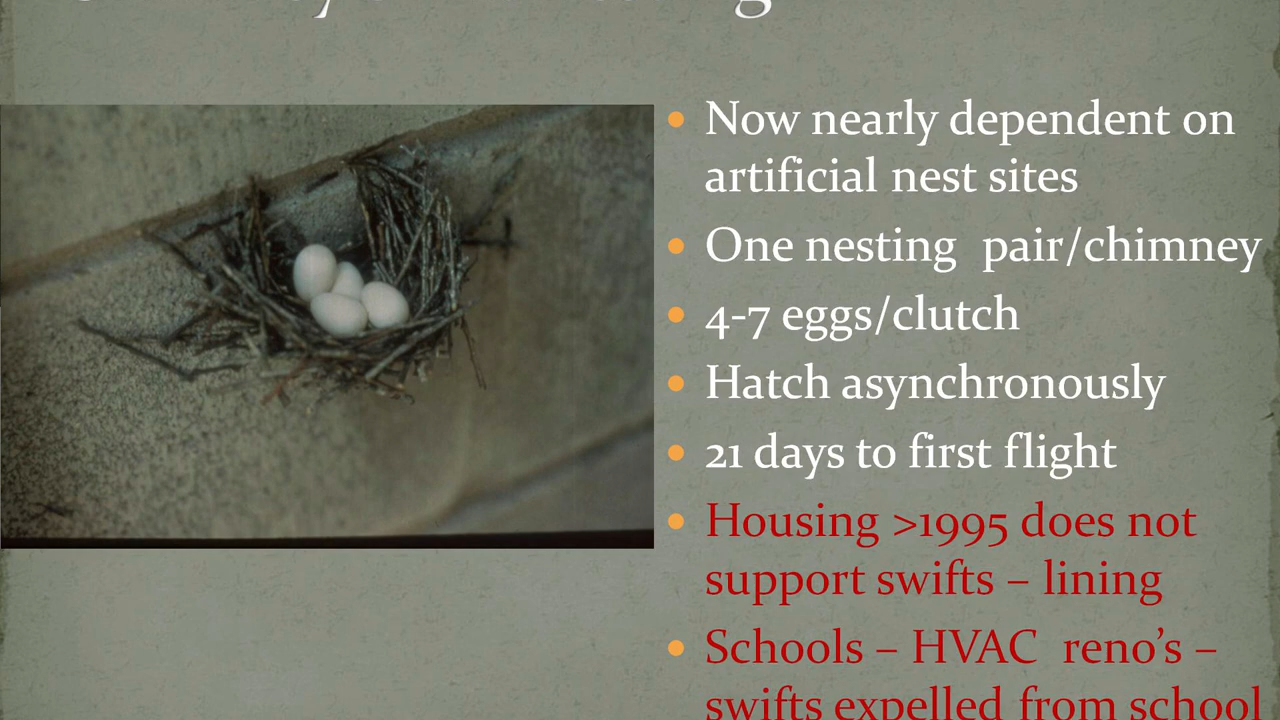 Now nearly dependent on
artificial nest sites
One nesting  pair/chimney
4-7 eggs/clutch
Hatch asynchronously
21 days to first flight
Housing >1995 does not
support swifts – lining
Schools – HVAC  reno’s –
swifts expelled from school